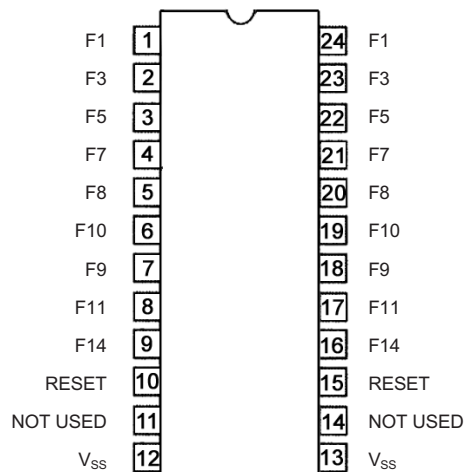 F1 1 24 F1
F3 2 23 F3
F5 3 22 F5
F7 4 21 F7
F8 5 20 F8
F10 6 19 F10
F9 7 18 F9
F11 8 17 F11
F14 9 16 F14
RESET 10 15 RESET
NOT USED 11 14 NOT USED
VSS 12 13 VSS